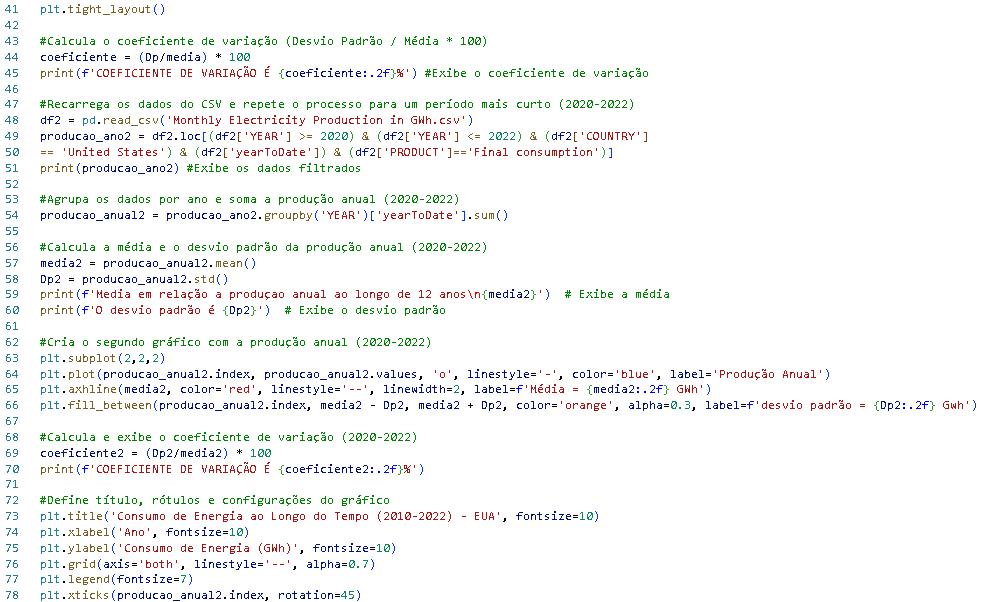 41 plt.tight_layout()
42
43 #Calcula o coeficiente de variação (Desvio Padrão / Média * 100)
44 coeficiente = (Dp/media) * 100
45 print(f'COEFICIENTE DE VARIAÇÃO É {coeficiente:.2f}%') #Exibe o coeficiente de variação
46
47 #Recarrega os dados do CSV e repete o processo para um período mais curto (2020-2022)
48 df2 = pd.read_csv('Monthly Electricity Production in GWh.csv')
49 producao_ano2 = df2.loc[(df2['YEAR'] >= 2020) & (df2['YEAR'] <= 2022) & (df2['COUNTRY']
50 == 'United States') & (df2['yearToDate']) & (df2['PRODUCT']=='Final consumption')]
51 print(producao_ano2) #Exibe os dados filtrados
52
53 #Agrupa os dados por ano e soma a produção anual (2020-2022)
54 producao_anual2 = producao_ano2.groupby('YEAR')['yearToDate'].sum()
55
56 #Calcula a média e o desvio padrão da produção anual (2020-2022)
57 media2 = producao_anual2.mean()
58 Dp2 = producao_anual2.std()
59 print(f'Media em relação a produçao anual ao longo de 12 anos\n{media2}')  # Exibe a média
60 print(f'O desvio padrão é {Dp2}')  # Exibe o desvio padrão
61
62 #Cria o segundo gráfico com a produção anual (2020-2022)
63 plt.subplot(2,2,2)
64 plt.plot(producao_anual2.index, producao_anual2.values, 'o', linestyle='-', color='blue', label='Produção Anual')
65 plt.axhline(media2, color='red', linestyle='--', linewidth=2, label=f'Média = {media2:.2f} GWh')
66 plt.fill_between(producao_anual2.index, media2 - Dp2, media2 + Dp2, color='orange', alpha=0.3, label=f'desvio padrão = {Dp2:.2f} Gwh')
67
68 #Calcula e exibe o coeficiente de variação (2020-2022)
69 coeficiente2 = (Dp2/media2) * 100
70 print(f'COEFICIENTE DE VARIAÇÃO É {coeficiente2:.2f}%')
71
72 #Define título, rótulos e configurações do gráfico
73 plt.title('Consumo de Energia ao Longo do Tempo (2010-2022) - EUA', fontsize=10)
74 plt.xlabel('Ano', fontsize=10)
75 plt.ylabel('Consumo de Energia (GWh)', fontsize=10)
76 plt.grid(axis='both', linestyle='--', alpha=0.7)
77 plt.legend(fontsize=7)
78 plt.xticks(producao_anual2.index, rotation=45)